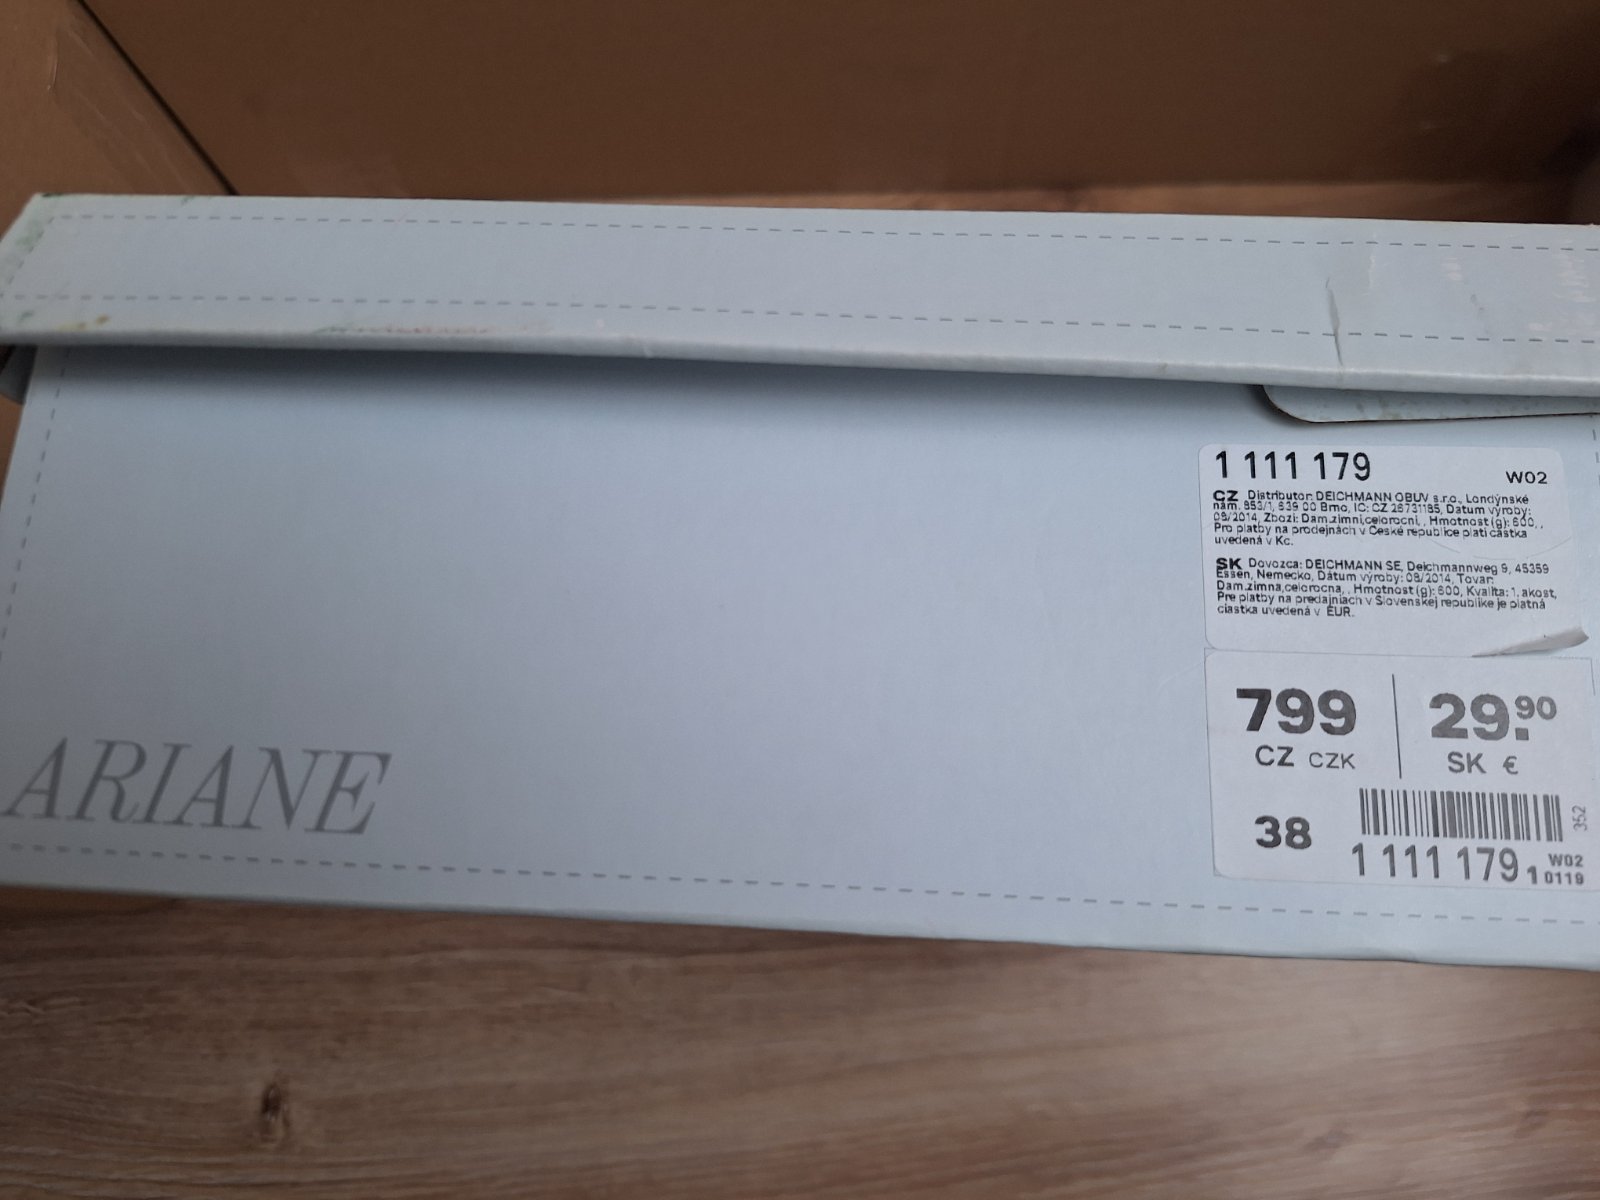 1 111 179 W02
CZ Distributor: DEICHMANN OBUV s.r.o., Londýnské
nám. 853/1, 639 00 Brno, IC: CZ 26731185, Datum výroby:
08/2014, Zbozi: Dam.zimni,celorocni, , Hmotnost (g): 600, ,
Pro platby na prodejnách v Ceské republice plati cástka
uvedená v Kc.
SK Dovozca: DEICHMANN SE, Deichmannweg 9, 45359
Essen, Nemecko, Dátum výroby: 08/2014, Tovar:
Dam.zimna,celorocna, , Hmotnost (g): 600, Kvalita: 1. akost,
Pre platby na predajniach v Slovenskej republike je platná
ciastka uvedená v EUR.
799
CZ CZK
29.90
SK €
38
352
1 111 179 1 W02
0119
ARIANE